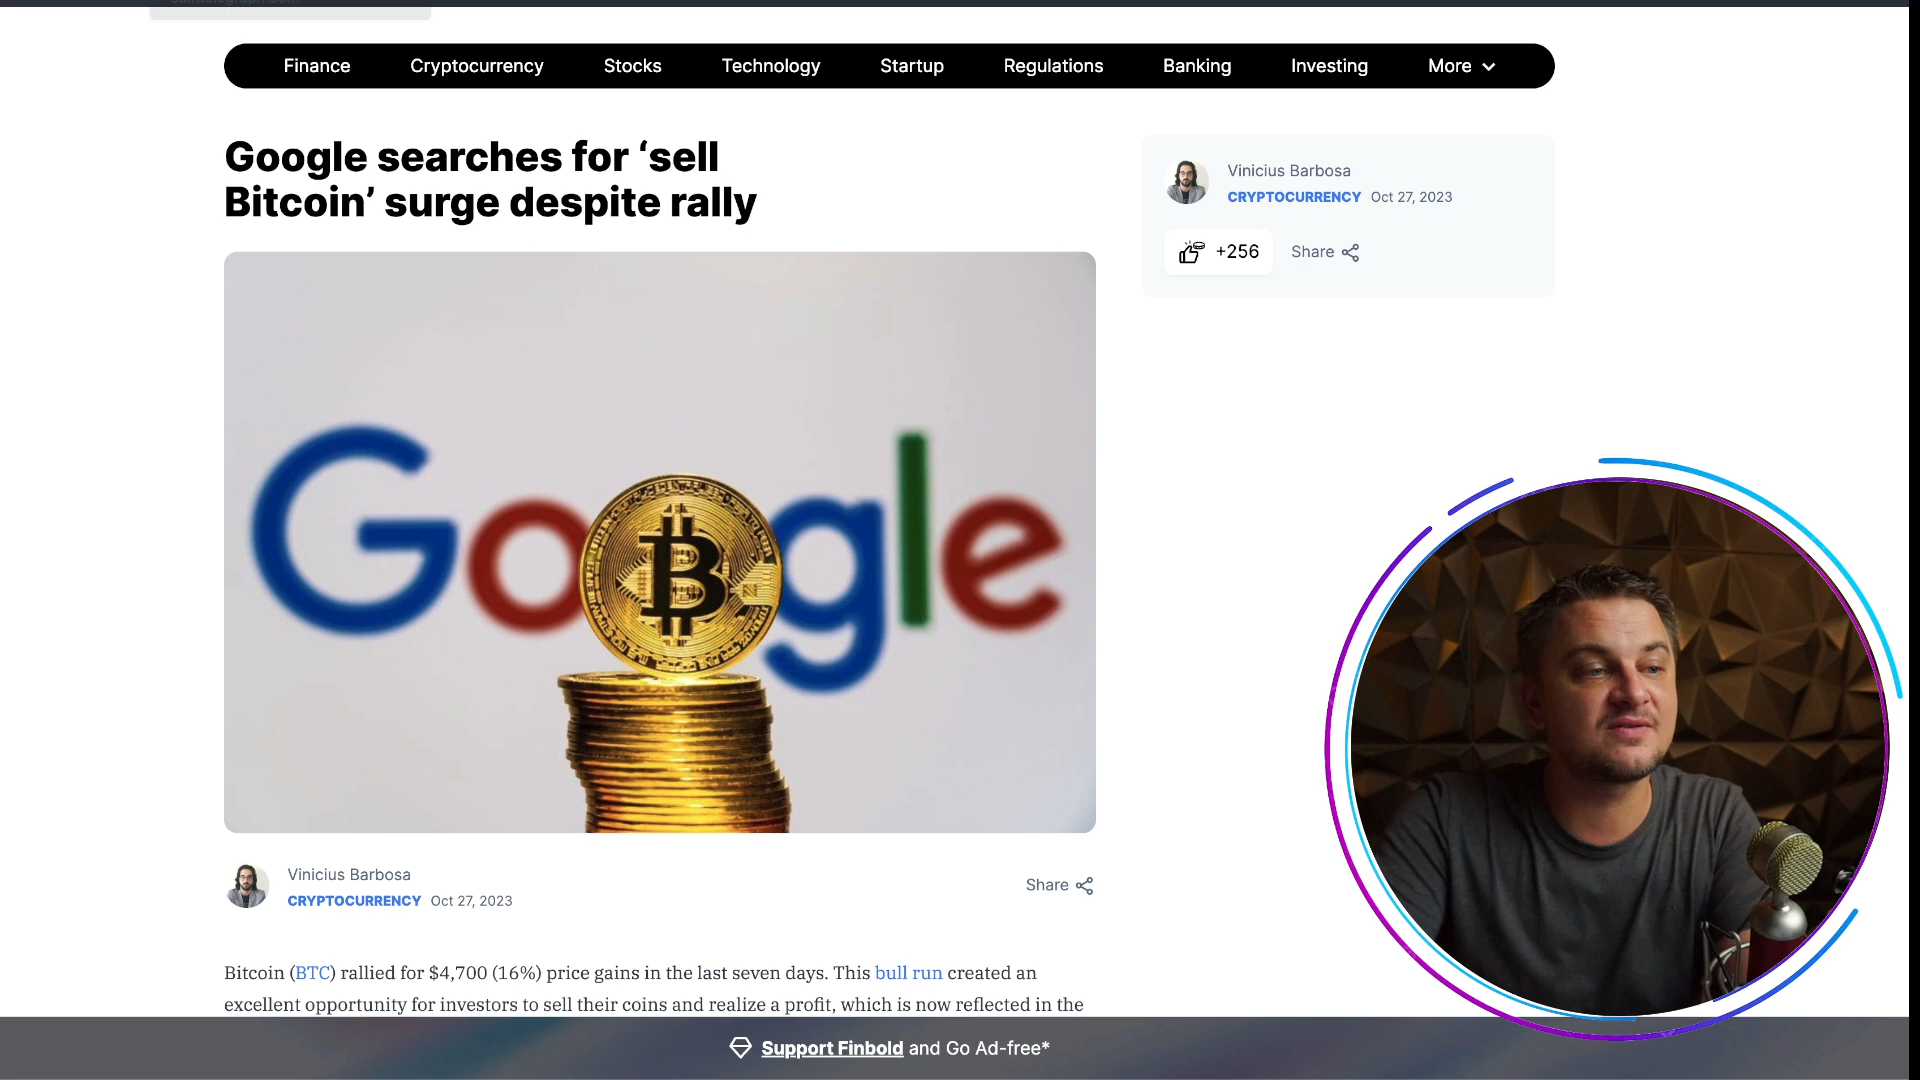 Finance Cryptocurrency Stocks Technology Startup Regulations Banking Investing More
Google searches for ‘sell
Bitcoin’ surge despite rally
Vinicius Barbosa
CRYPTOCURRENCY Oct 27, 2023
+256 Share
Google
B
Vinicius Barbosa
CRYPTOCURRENCY Oct 27, 2023
Share
Bitcoin (BTC) rallied for $4,700 (16%) price gains in the last seven days. This bull run created an
excellent opportunity for investors to sell their coins and realize a profit, which is now reflected in the
Support Finbold and Go Ad-free*